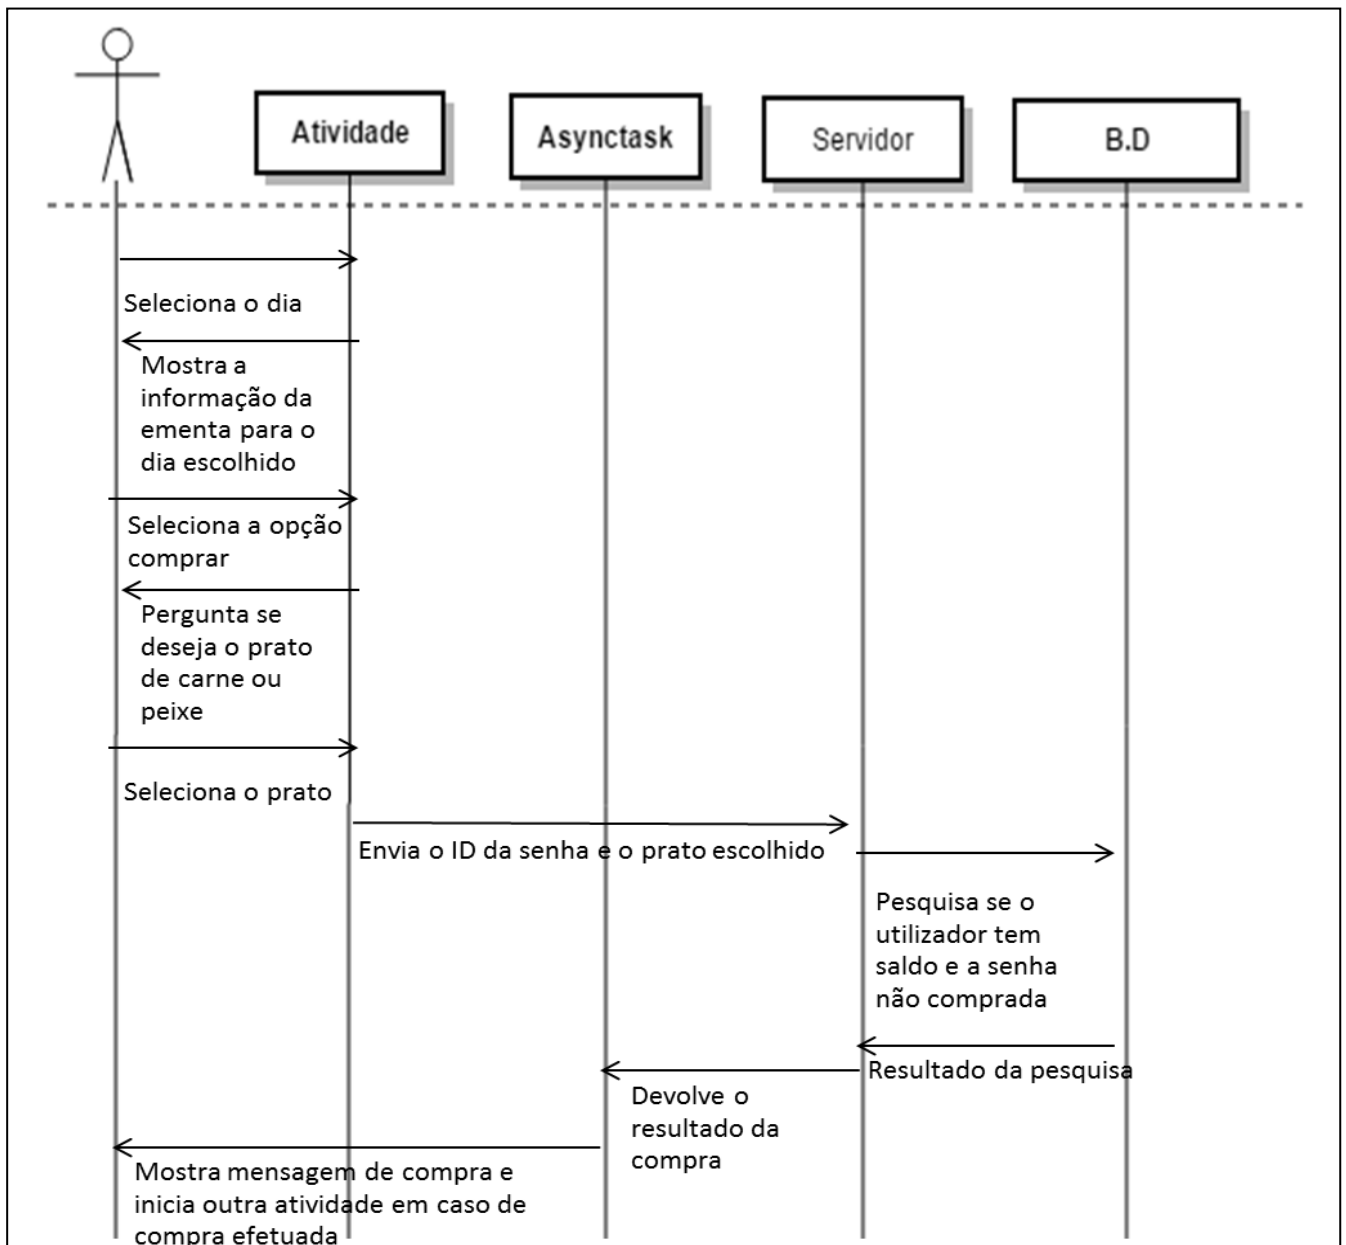 Atividade
Asynctask
Servidor
B.D
Seleciona o dia
Mostra a
informação da
ementa para o
dia escolhido
Seleciona a opção
comprar
Pergunta se
deseja o prato
de carne ou
peixe
Seleciona o prato
Envia o ID da senha e o prato escolhido
Pesquisa se o
utilizador tem
saldo e a senha
não comprada
Resultado da pesquisa
Devolve o
resultado da
compra
Mostra mensagem de compra e
inicia outra atividade em caso de
compra efetuada